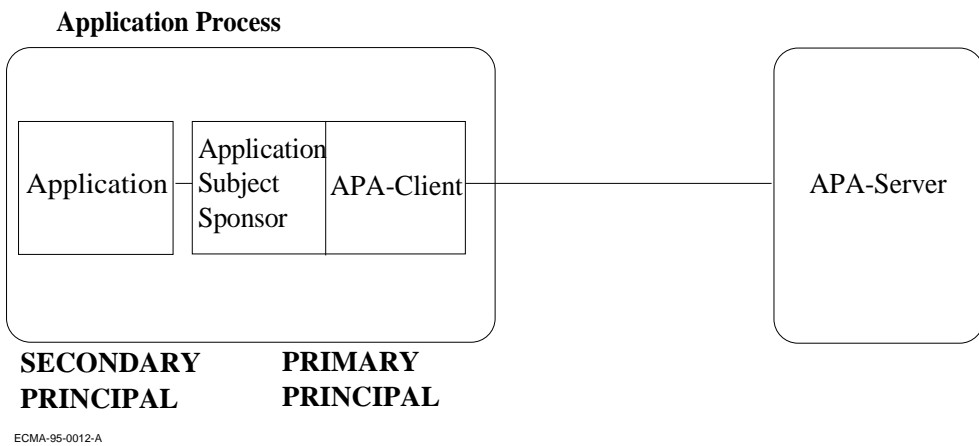 Application Process
Application
Application
Subject
Sponsor
APA-Client
APA-Server
SECONDARY
PRINCIPAL
PRIMARY
PRINCIPAL
ECMA-95-0012-A